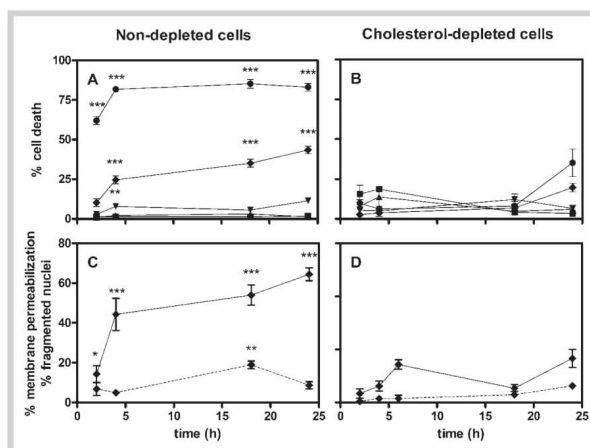 Non-depleted cells
Cholesterol-depleted cells
% cell death
100
75
50
25
0
A
***
***
***
***
***
***
***
**
B
% membrane permeabilization
% fragmented nuclei
80
60
40
20
0
C
*
***
***
***
**
D
0 5 10 15 20 25
0 5 10 15 20 25
time (h)
time (h)